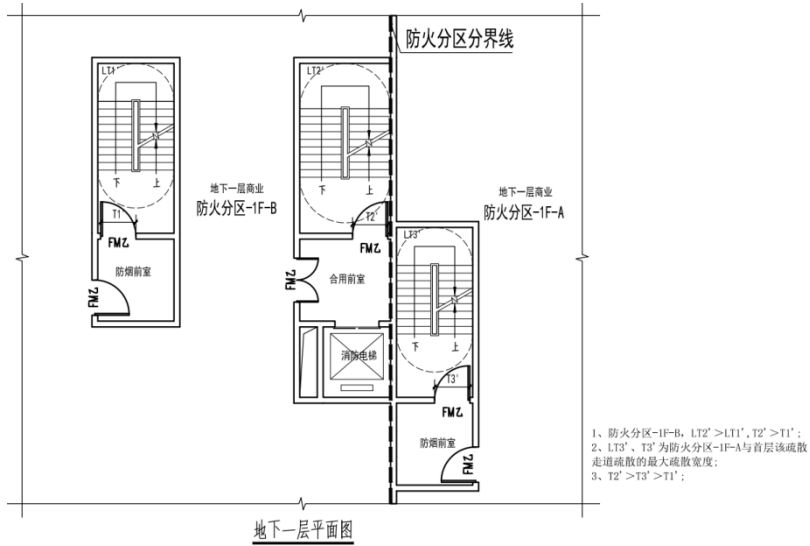 防火分区分界线
LT1'
LT2'
下
上
下
上
地下一层商业
防火分区-1F-B
地下一层商业
防火分区-1F-A
T1'
T2'
LT3'
FM乙
FM乙
防烟前室
合用前室
FM乙
FM乙
下
上
消防电梯
T3'
FM乙
防烟前室
FM乙
1、防火分区-1F-B，LT2'>LT1',T2'>T1';
2、LT3'、T3'为防火分区-1F-A与首层该疏散
走道疏散的最大疏散宽度;
3、T2'>T3'>T1';
地下一层平面图